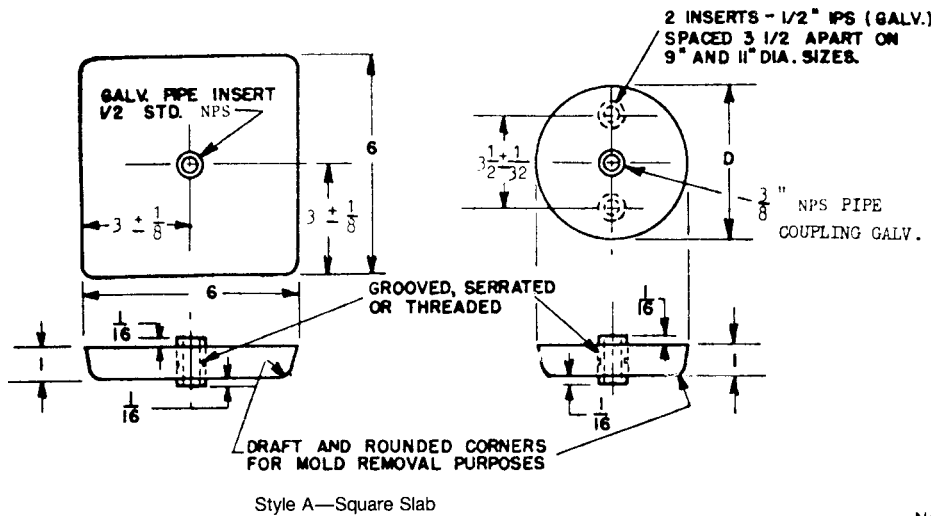 2 INSERTS - 1/2" IPS (GALV.)
SPACED 3 1/2 APART ON
9" AND 11" DIA. SIZES.
GALV. PIPE INSERT
1/2 STD. NPS
6
3 ± 1/8
3 ± 1/8
6
3 1/2 ± 1/32
D
3/8" NPS PIPE
COUPLING GALV.
GROOVED, SERRATED
OR THREADED
1/16
1
1/16
1/16
1
1/16
DRAFT AND ROUNDED CORNERS
FOR MOLD REMOVAL PURPOSES
Style A—Square Slab